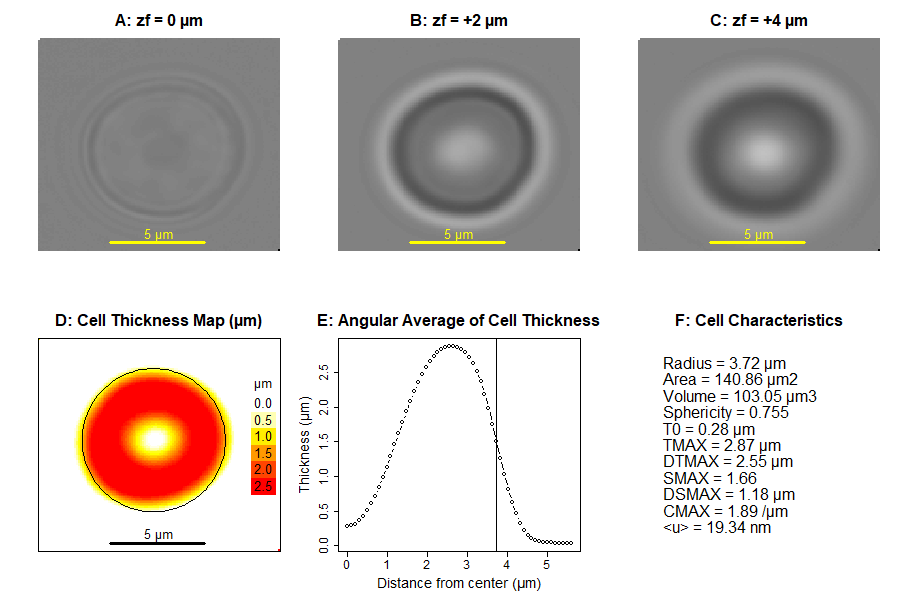 A: zf = 0 µm
B: zf = +2 µm
C: zf = +4 µm
5 µm
5 µm
5 µm
D: Cell Thickness Map (µm)
µm
0.0
0.5
1.0
1.5
2.0
2.5
5 µm
E: Angular Average of Cell Thickness
Thickness (µm)
2.5
2.0
1.5
1.0
0.5
0.0
0 1 2 3 4 5
Distance from center (µm)
F: Cell Characteristics
Radius = 3.72 µm
Area = 140.86 µm2
Volume = 103.05 µm3
Sphericity = 0.755
T0 = 0.28 µm
TMAX = 2.87 µm
DTMAX = 2.55 µm
SMAX = 1.66
DSMAX = 1.18 µm
CMAX = 1.89 /µm
<u> = 19.34 nm